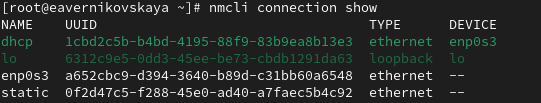 [root@eavernikovskaya ~]# nmcli connection show
NAME    UUID                                  TYPE      DEVICE
dhcp    1cbd2c5b-b4bd-4195-88f9-83b9ea8b13e3  ethernet  enp0s3
lo      6312c9e5-0dd3-45ee-be73-cbdb1291da63  loopback  lo
enp0s3  a652cbc9-d394-3640-b89d-c31bb60a6548  ethernet  --
static  0f2d47c5-f288-45e0-ad40-a7faec5b4c92  ethernet  --